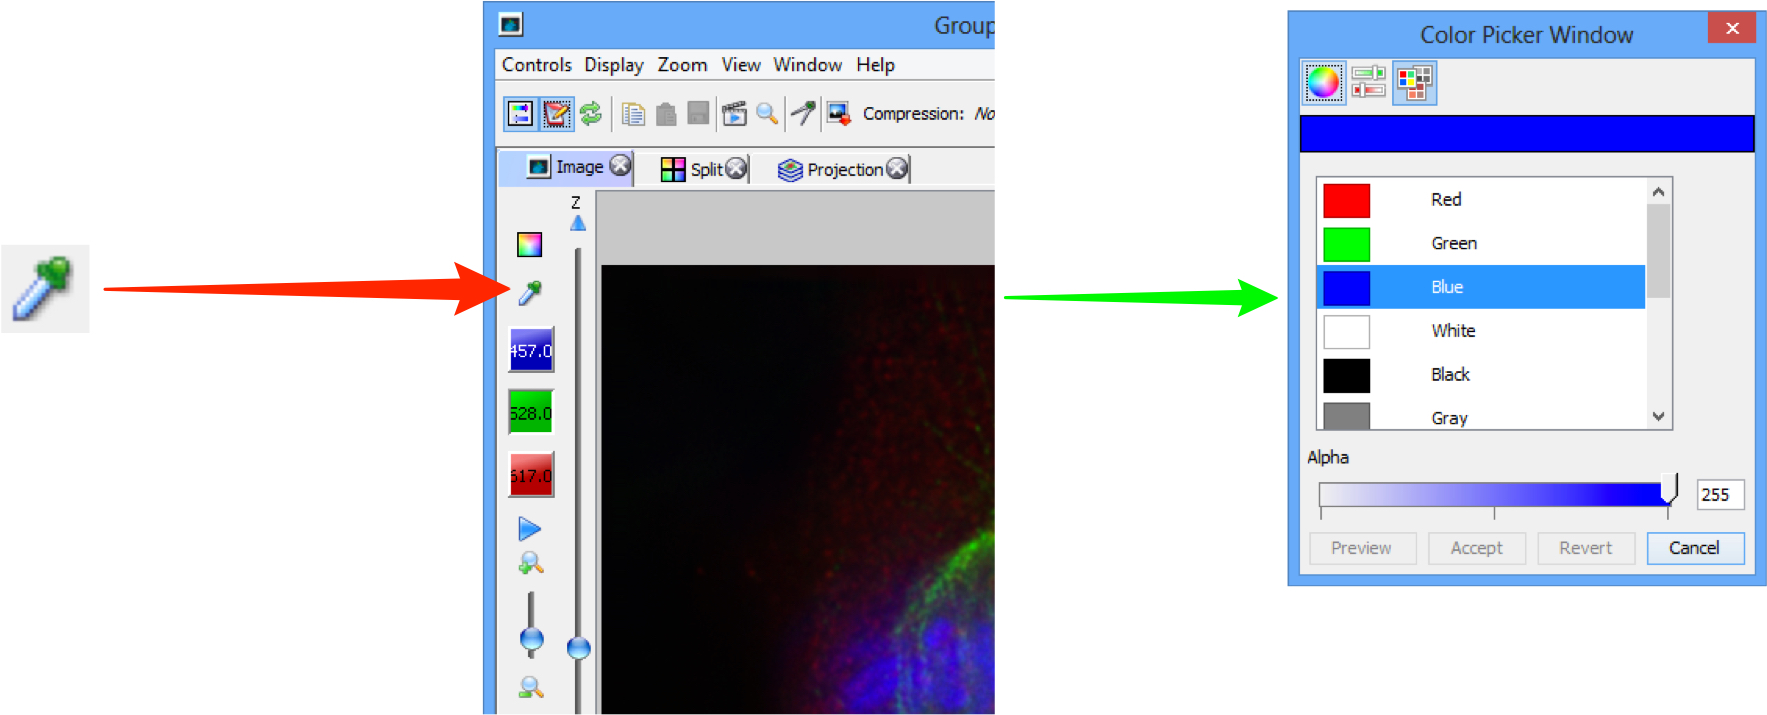 Group
Controls Display Zoom View Window Help
Compression: No
Image Split Projection
Z
457.0
528.0
617.0
Color Picker Window
Red
Green
Blue
White
Black
Gray
Alpha
255
Preview Accept Revert Cancel